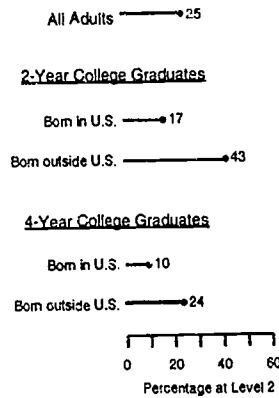 All Adults 25
2-Year College Graduates
Born in U.S. 17
Born outside U.S. 43
4-Year College Graduates
Born in U.S. 10
Born outside U.S. 24
0 20 40 60
Percentage at Level 2